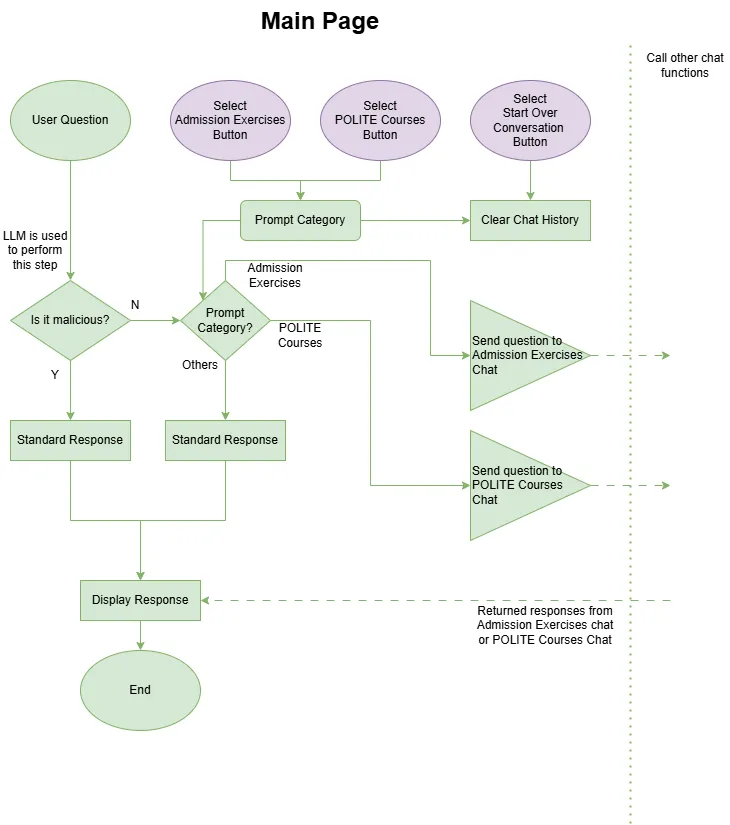 Main Page
Call other chat
functions
User Question
Select
Admission Exercises
Button
Select
POLITE Courses
Button
Select
Start Over
Conversation
Button
Prompt Category
Clear Chat History
LLM is used
to perform
this step
Admission
Exercises
Is it malicious?
N
Prompt
Category?
POLITE
Courses
Send question to
Admission Exercises
Chat
Y
Others
Standard Response
Standard Response
Send question to
POLITE Courses
Chat
Display Response
Returned responses from
Admission Exercises chat
or POLITE Courses Chat
End